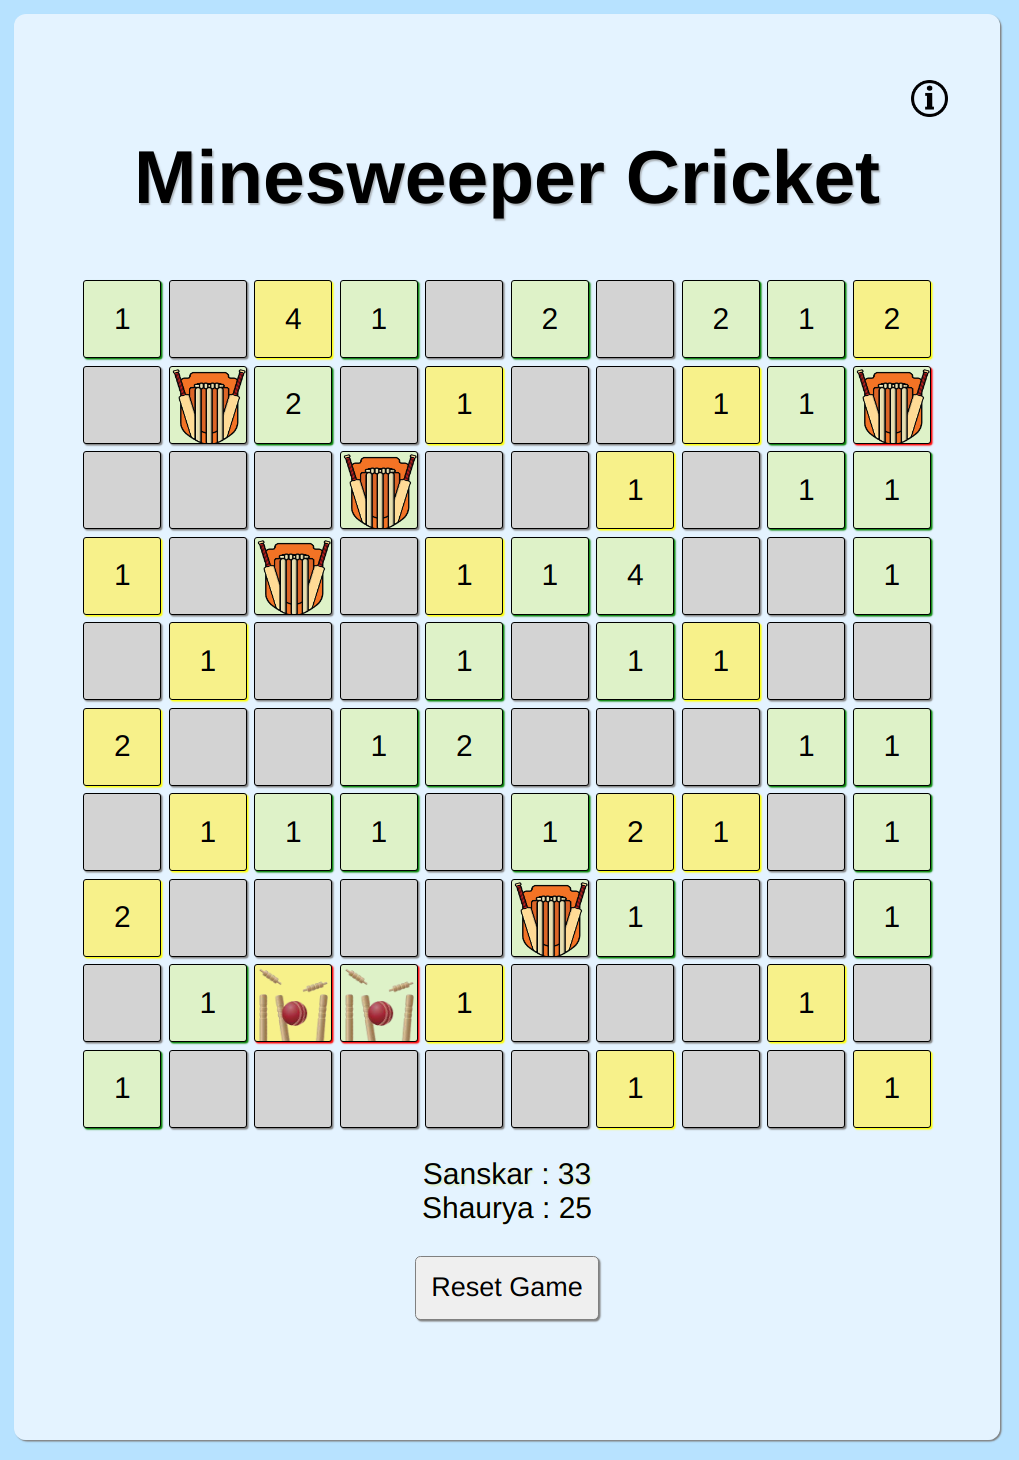 Minesweeper Cricket
1 4 1 2 2 1 2
2 1 1 1
1 1 1
1 1 1 4 1
1 1 1 1
2 1 2 1 1
1 1 1 1 2 1 1
2 1 1
1 1 1
1 1 1
Sanskar : 33
Shaurya : 25
Reset Game